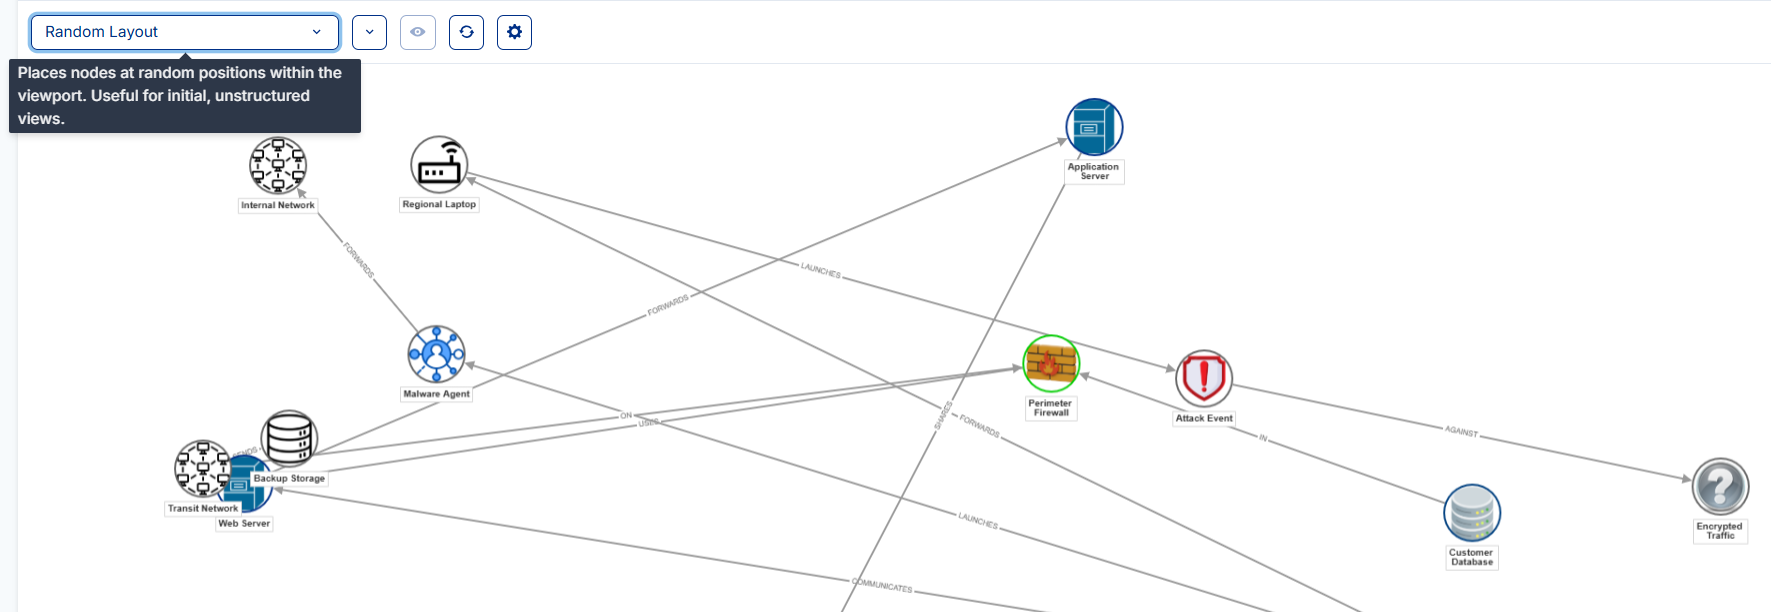 Random Layout
Places nodes at random positions within the
viewport. Useful for initial, unstructured
views.
Application
Server
Internal Network
Regional Laptop
FORWARDS
LAUNCHES
FORWARDS
Malware Agent
Perimeter
Firewall
Attack Event
ON
USES
SHARES
FORWARDS
AGAINST
IN
Backup Storage
Transit Network
Web Server
LAUNCHES
Encrypted
Traffic
Customer
Database
COMMUNICATES